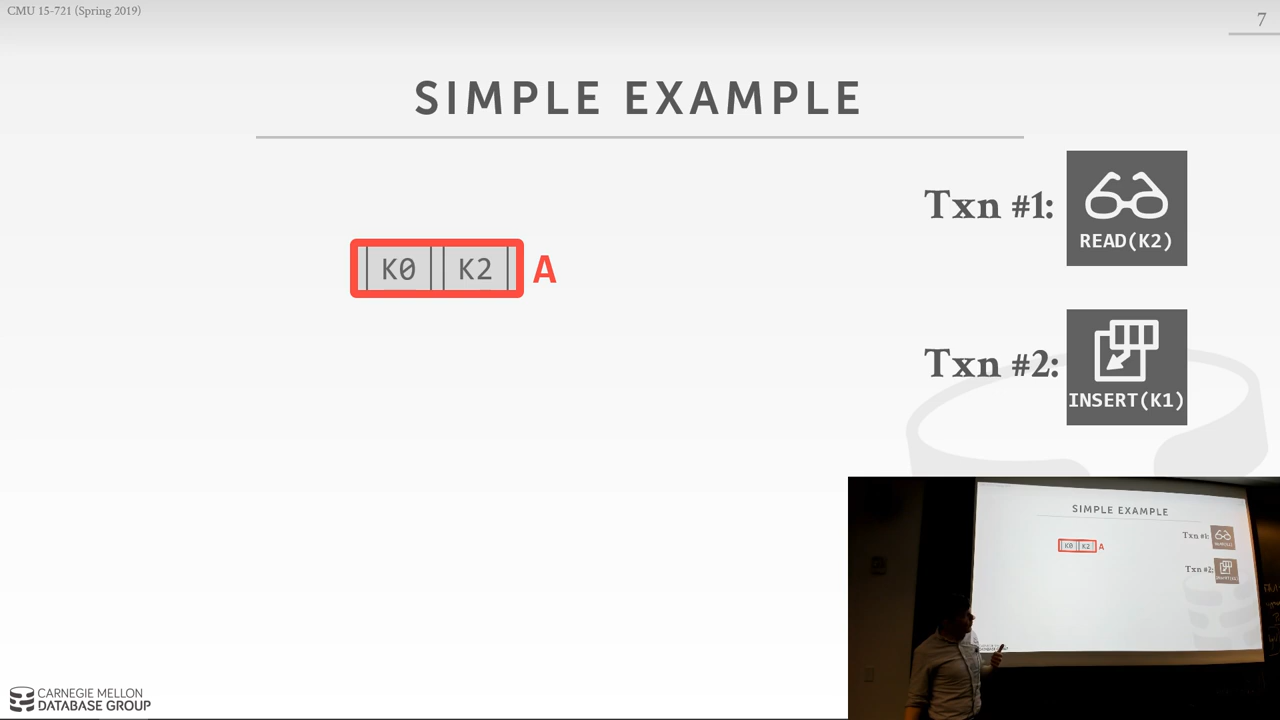 CMU 15-721 (Spring 2019)
7
SIMPLE EXAMPLE
Txn #1:
READ(K2)
K0 K2 A
Txn #2:
INSERT(K1)
SIMPLE EXAMPLE
Txn #1:
K0 K2 A
Txn #2:
CARNEGIE MELLON
DATABASE GROUP